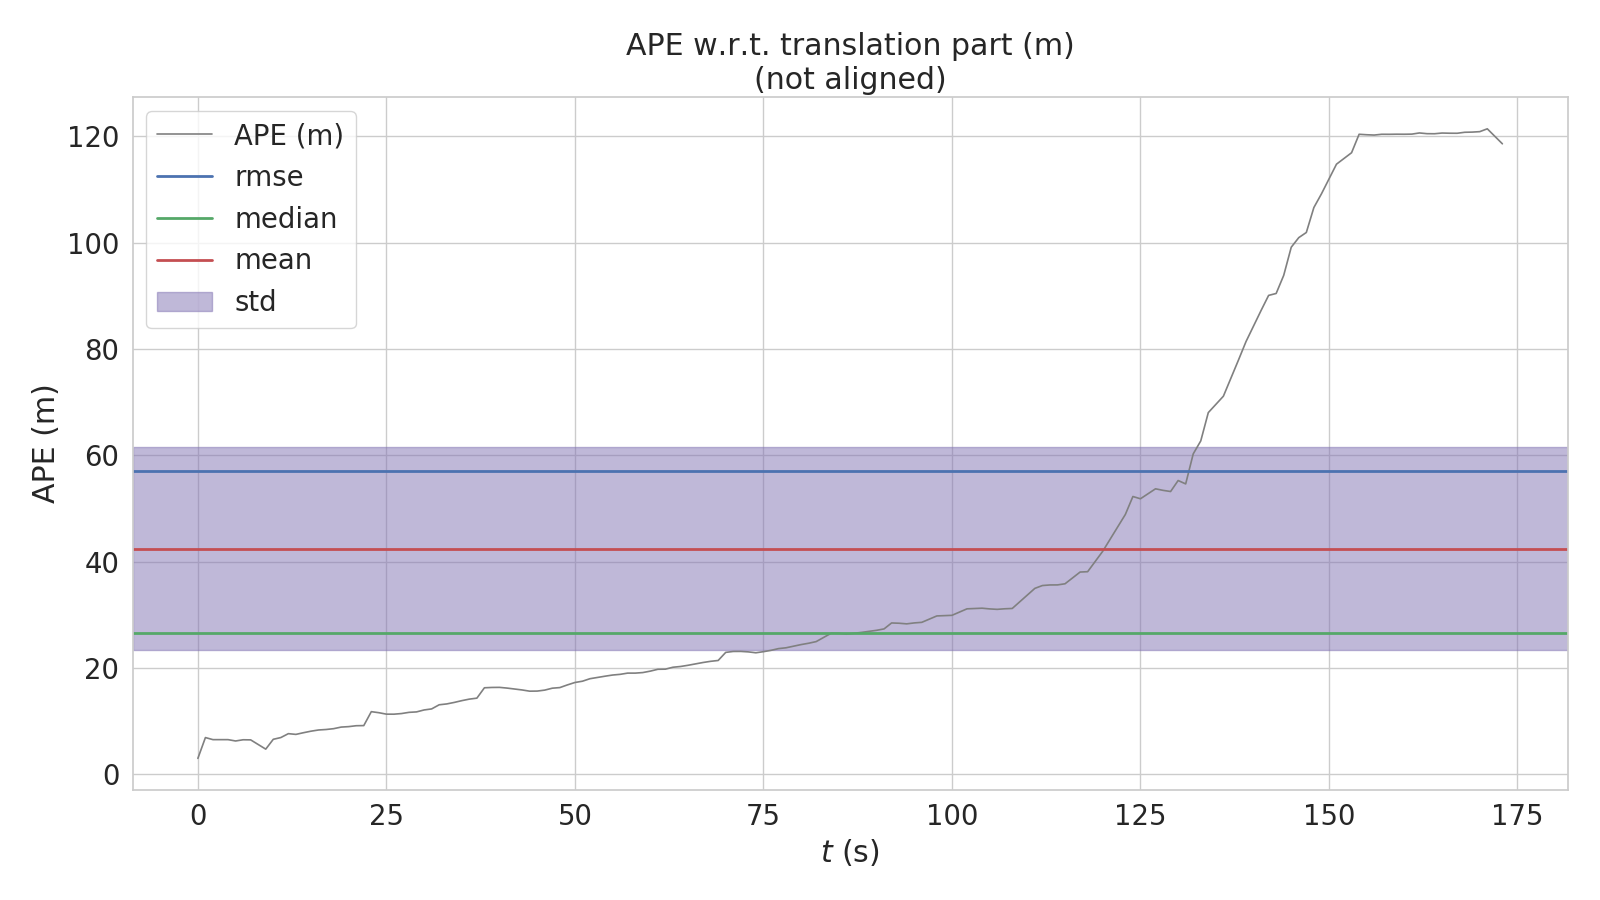 APE w.r.t. translation part (m)
(not aligned)
APE (m)
rmse
median
mean
std
120
100
80
60
40
20
0
APE (m)
0 25 50 75 100 125 150 175
t (s)